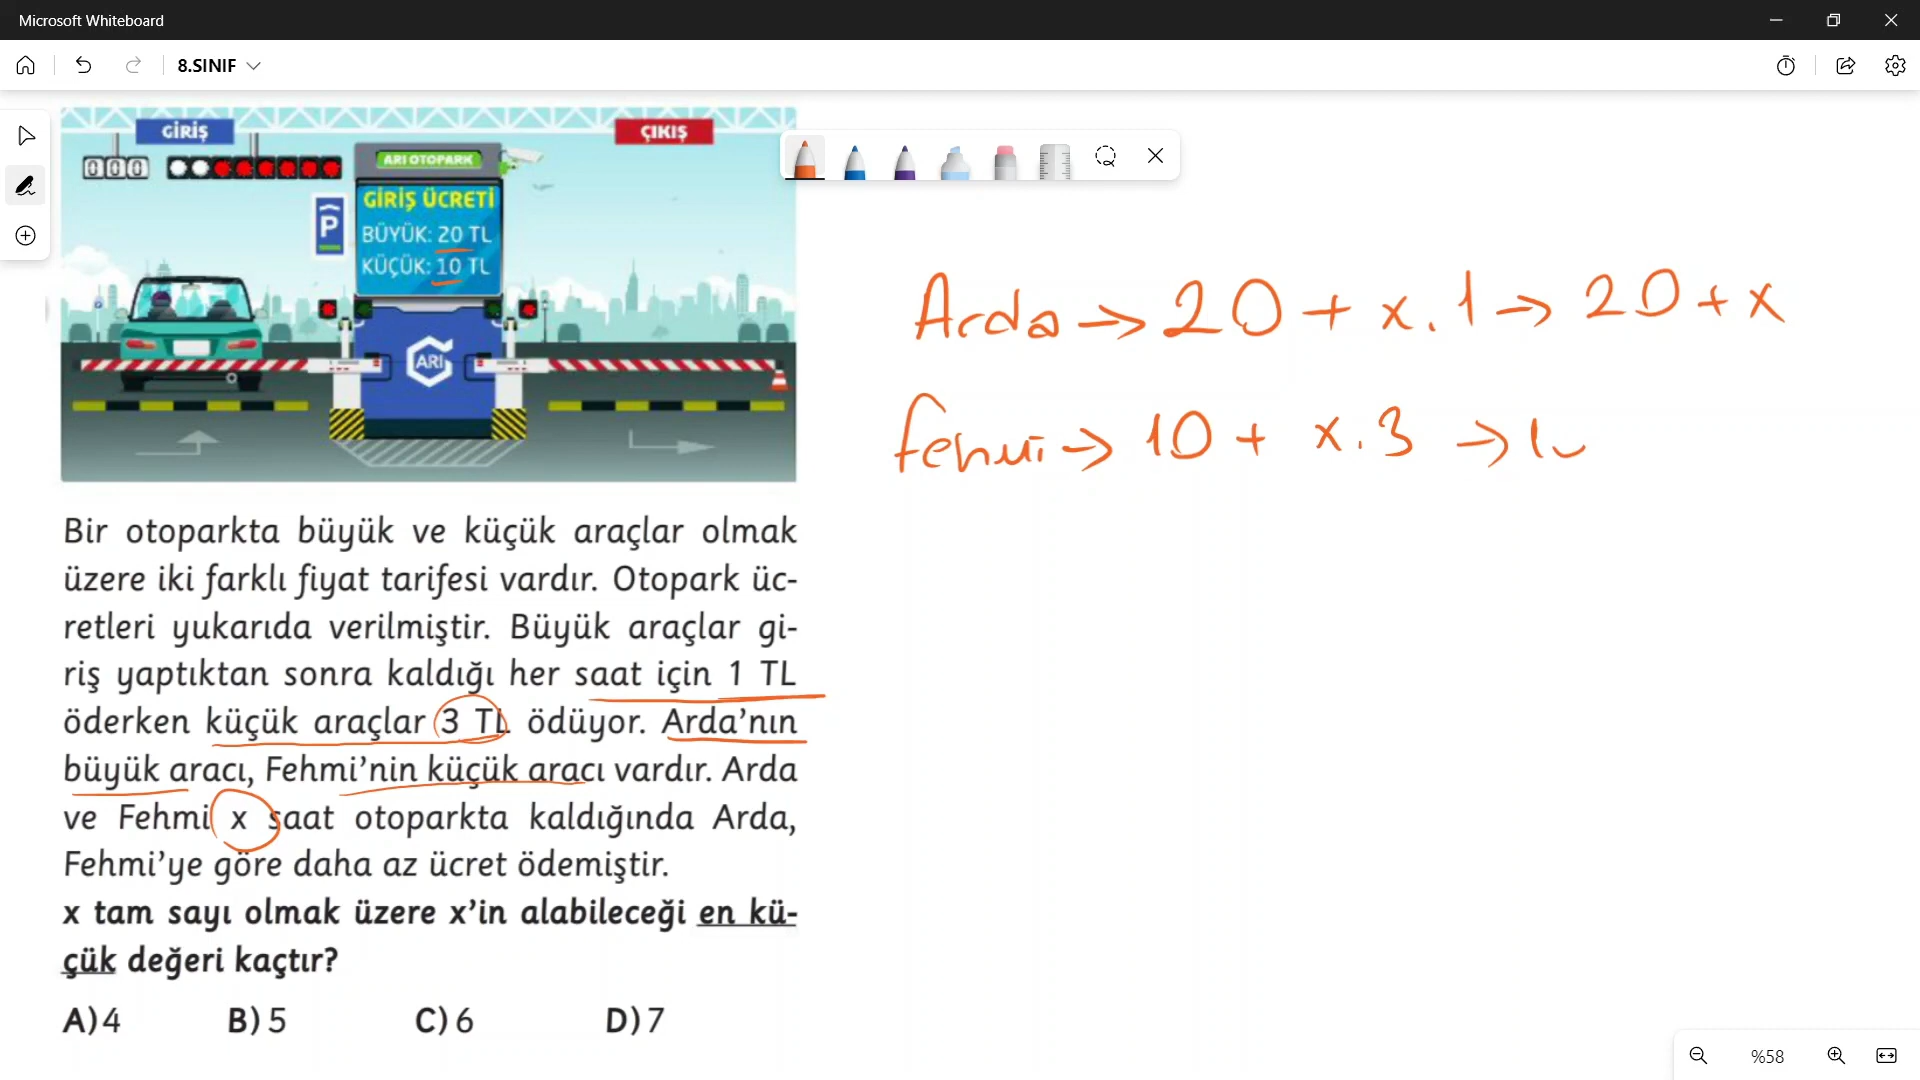 Microsoft Whiteboard
8.SINIF
GİRİŞ
ÇIKIŞ
000
ARI OTOPARK
GİRİŞ ÜCRETİ
BÜYÜK: 20 TL
KÜÇÜK: 10 TL
P
ARI
Arda → 20 + x.1 → 20 + x
fehmi → 10 + x.3 → 10
Bir otoparkta büyük ve küçük araçlar olmak
üzere iki farklı fiyat tarifesi vardır. Otopark üc-
retleri yukarıda verilmiştir. Büyük araçlar gi-
riş yaptıktan sonra kaldığı her saat için 1 TL
öderken küçük araçlar 3 TL ödüyor. Arda’nın
büyük aracı, Fehmi’nin küçük aracı vardır. Arda
ve Fehmi x saat otoparkta kaldığında Arda,
Fehmi’ye göre daha az ücret ödemiştir.
x tam sayı olmak üzere x’in alabileceği en kü-
çük değeri kaçtır?
A) 4 B) 5 C) 6 D) 7
%58